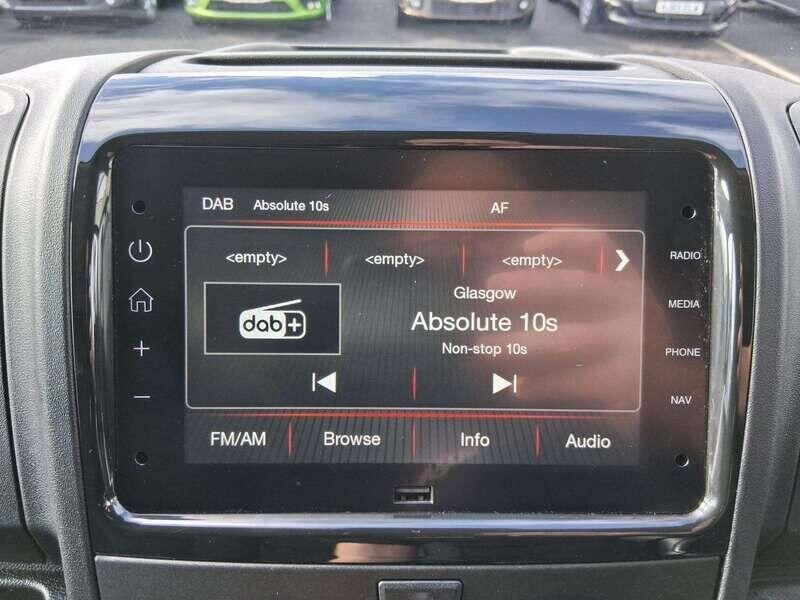 DAB Absolute 10s AF
<empty> <empty> <empty>
RADIO
Glasgow
dab+
Absolute 10s
MEDIA
Non-stop 10s
PHONE
NAV
FM/AM Browse Info Audio